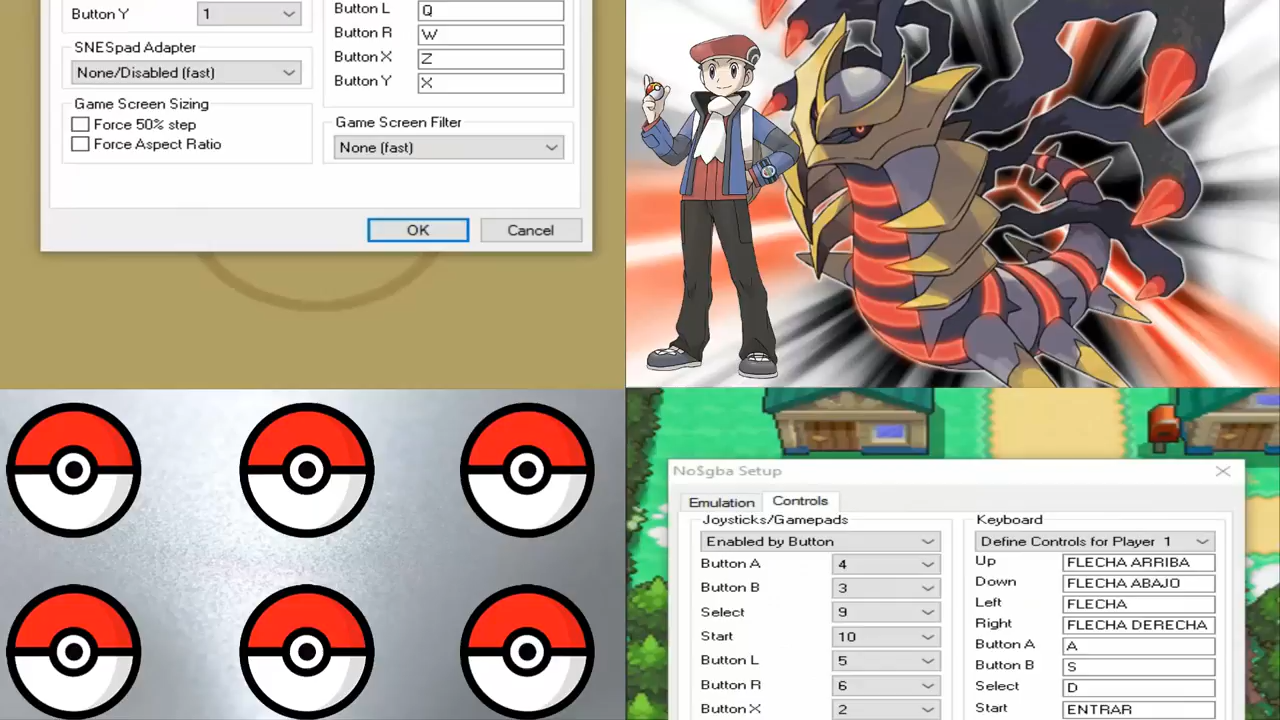 Button Y 1
SNESpad Adapter
None/Disabled (fast)
Game Screen Sizing
Force 50% step
Force Aspect Ratio
Button L Q
Button R W
Button X Z
Button Y X
Game Screen Filter
None (fast)
OK Cancel
No$gba Setup
Emulation Controls
Joysticks/Gamepads
Enabled by Button
Button A 4
Button B 3
Select 9
Start 10
Button L 5
Button R 6
Button X 2
Keyboard
Define Controls for Player 1
Up FLECHA ARRIBA
Down FLECHA ABAJO
Left FLECHA
Right FLECHA DERECHA
Button A A
Button B S
Select D
Start ENTRAR